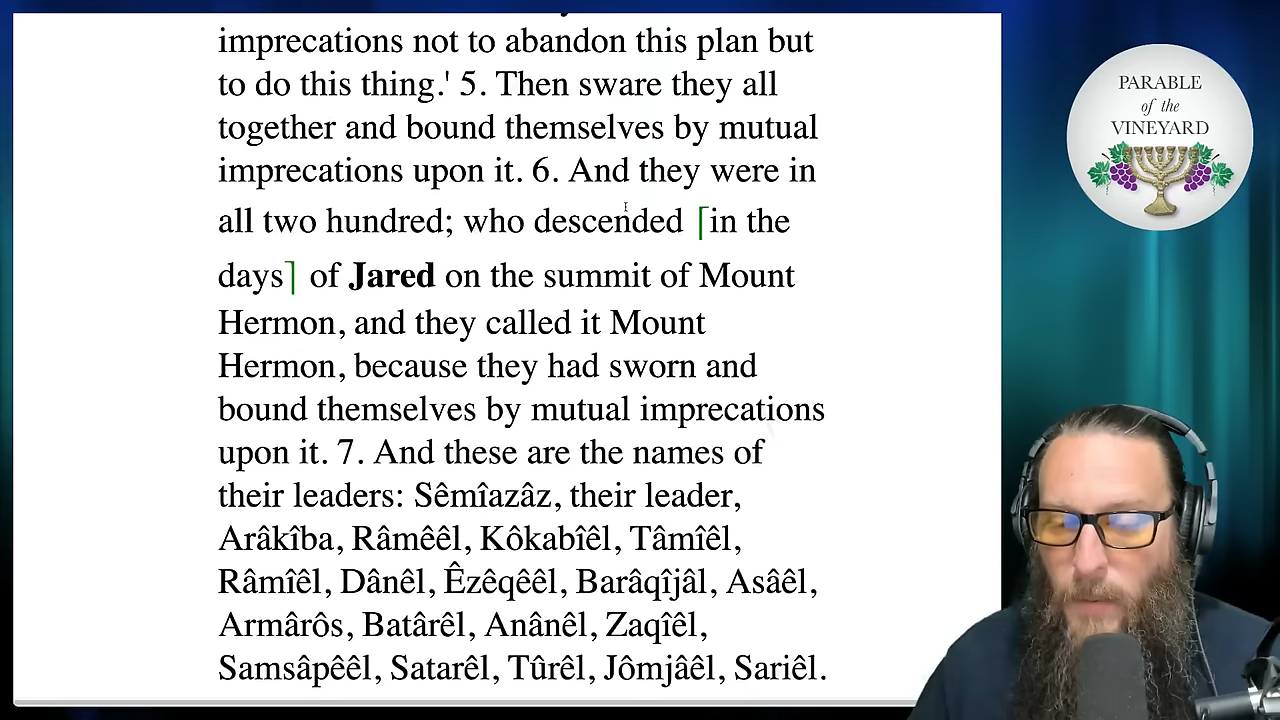 imprecations not to abandon this plan but
to do this thing.' 5. Then sware they all
together and bound themselves by mutual
imprecations upon it. 6. And they were in
all two hundred; who descended ⌈in the
days⌉ of Jared on the summit of Mount
Hermon, and they called it Mount
Hermon, because they had sworn and
bound themselves by mutual imprecations
upon it. 7. And these are the names of
their leaders: Sêmîazâz, their leader,
Arâkîba, Râmêêl, Kôkabîêl, Tâmîêl,
Râmîêl, Dânêl, Êzêqêêl, Barâqîjâl, Asâêl,
Armârôs, Batârêl, Anânêl, Zaqîêl,
Samsâpêêl, Satarêl, Tûrêl, Jômjâêl, Sariêl.
PARABLE
of the
VINEYARD